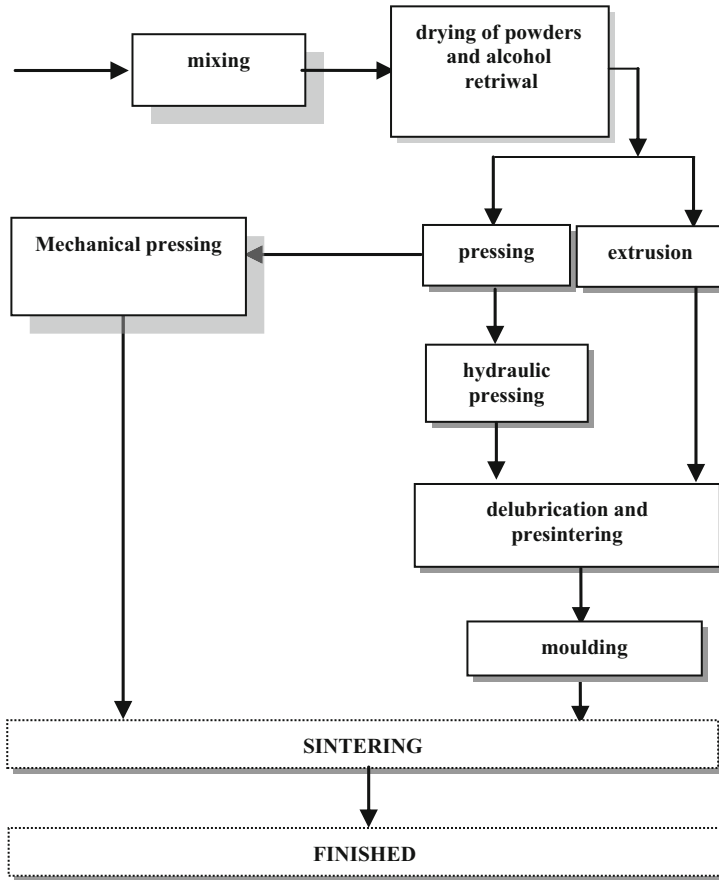 mixing
drying of powders
and alcohol
retriwal
Mechanical pressing
pressing
extrusion
hydraulic
pressing
delubrication and
presintering
moulding
SINTERING
FINISHED